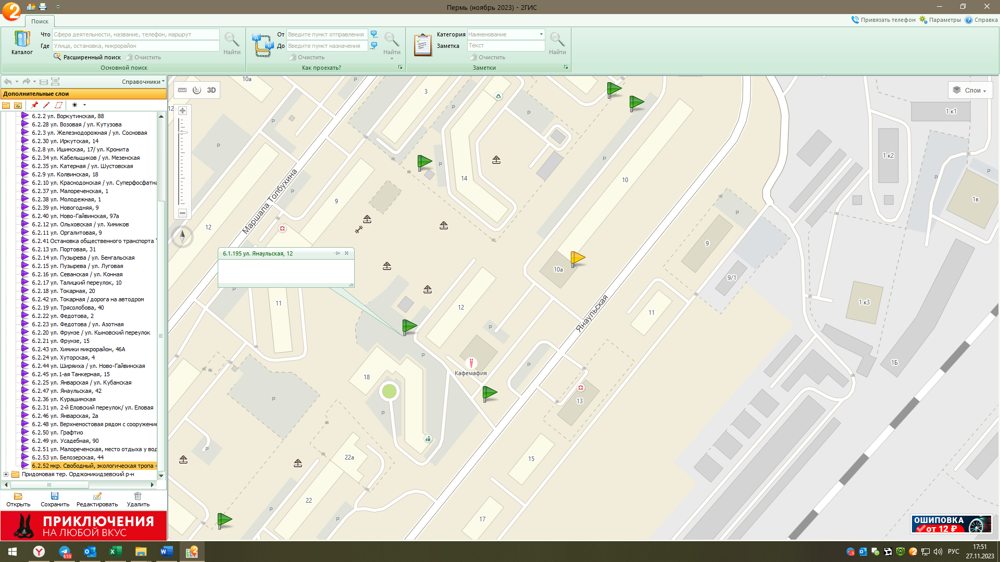 Пермь (ноябрь 2023) - 2ГИС
Поиск
Привязать телефон
Параметры
Справка
Каталог
Что
Сфера деятельности, название, телефон, маршрут
Где
Улица, остановка, микрорайон
Расширенный поиск
Очистить
Найти
Основной поиск
От
Введите пункт отправления
До
Введите пункт назначения
Очистить
Найти
Как проехать?
Категория
Наименование
Заметка
Текст
Очистить
Найти
Заметки
Справочники
Дополнительные слои
6.2.2 ул. Воркутинская, 88
6.2.28 ул. Возовая / ул. Кутузова
6.2.3 ул. Железнодорожная / ул. Сосновая
6.2.30 ул. Иркутская, 14
6.2.8 ул. Ишимская, 17/ ул. Кронита
6.2.34 ул. Кабельщиков / ул. Мезенская
6.2.35 ул. Катерная / ул. Шустовская
6.2.9 ул. Колвинская, 18
6.2.10 ул. Краснодонская / ул. Суперфосфатна
6.2.37 ул. Малореченская, 1
6.2.38 ул. Молодежная, 1
6.2.39 ул. Новогодняя, 9
6.2.40 ул. Ново-Гайвинская, 97а
6.2.12 ул. Ольховская / ул. Химиков
6.2.11 ул. Оргалитовая, 9
6.2.41 Остановка общественного транспорта "
6.2.13 ул. Портовая, 31
6.2.14 ул. Пузырева / ул. Бенгальская
6.2.15 ул. Пузырева / ул. Луговая
6.2.16 ул. Севанская / ул. Конная
6.2.17 ул. Талицкий переулок, 10
6.2.18 ул. Токарная, 20
6.2.42 ул. Токарная / дорога на автодром
6.2.19 ул. Трясолобова, 40
6.2.22 ул. Федотова, 2
6.2.23 ул. Федотова / ул. Азотная
6.2.20 ул. Фрунзе / ул. Кыновский переулок
6.2.21 ул. Фрунзе, 15
6.2.43 ул. Химики микрорайон, 46А
6.2.24 ул. Хуторская, 4
6.2.44 ул. Ширяиха / ул. Ново-Гайвинская
6.2.45 ул.1-ая Танкерная, 15
6.2.25 ул. Январская / ул. Кубанская
6.2.47 ул. Янаульская, 42
6.2.36 ул. Курашимская
6.2.31 ул. 2-й Еловский переулок/ ул. Еловая
6.2.46 ул. Январская, 2а
6.2.48 ул. Верхнемостовая рядом с сооружение
6.2.50 ул. Графтио
6.2.49 ул. Усадебная, 90
6.2.51 ул. Малореченская, место отдыха у вод
6.2.53 ул. Белозерская, 44
6.2.52 мкр. Свободный, экологическая тропа «
Придомовая тер. Орджоникидзевский р-н
Открыть
Сохранить
Редактировать
Удалить
ПРИКЛЮЧЕНИЯ
НА ЛЮБОЙ ВКУС
3D
Слои
10а
P
3
P
P
P
P
12
P
P
1 к1
1 к2
P
P
1в
14
10
9
P
12
Маршала Толбухина
P
9
10а
9/1
6.1.195 ул. Янаульская, 12
P
11
12
P
11
1 к3
Янаульская
P
18
Кафемафия
P
1Б
13
P
P
P
22а
15
22
P
P
17
ОШИПОВКА
от 12 ₽
659
РУС
17:51
27.11.2023